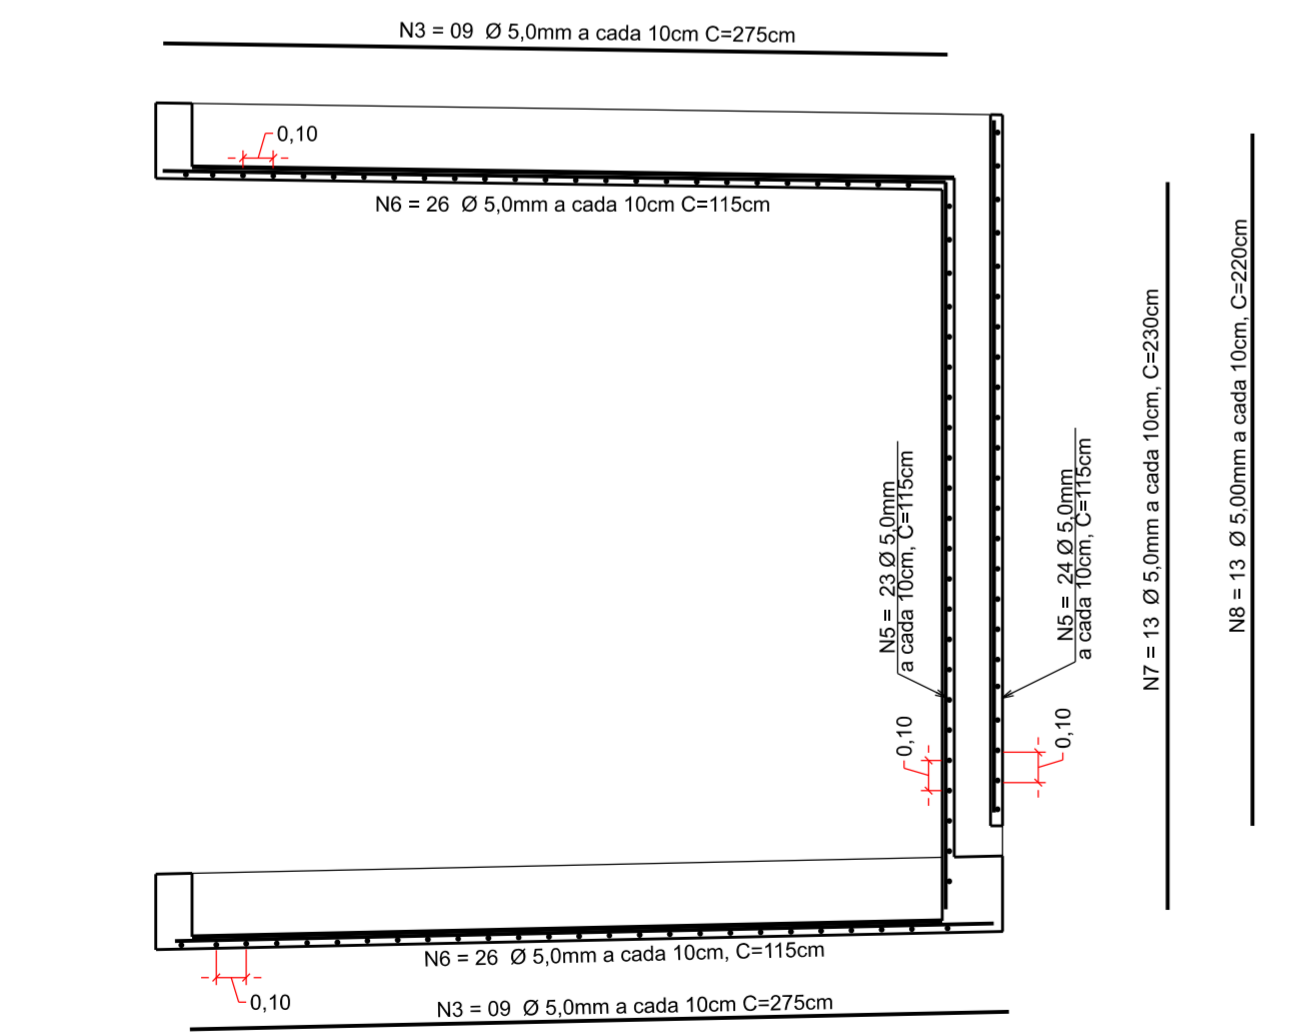 N3 = 09 Ø 5,0mm a cada 10cm C=275cm
0,10
N6 = 26 Ø 5,0mm a cada 10cm C=115cm
N5 = 23 Ø 5,0mm
a cada 10cm, C=115cm
N5 = 24 Ø 5,0mm
a cada 10cm, C=115cm
N7 = 13 Ø 5,0mm a cada 10cm, C=230cm
N8 = 13 Ø 5,00mm a cada 10cm, C=220cm
0,10
0,10
N6 = 26 Ø 5,0mm a cada 10cm, C=115cm
0,10
N3 = 09 Ø 5,0mm a cada 10cm C=275cm